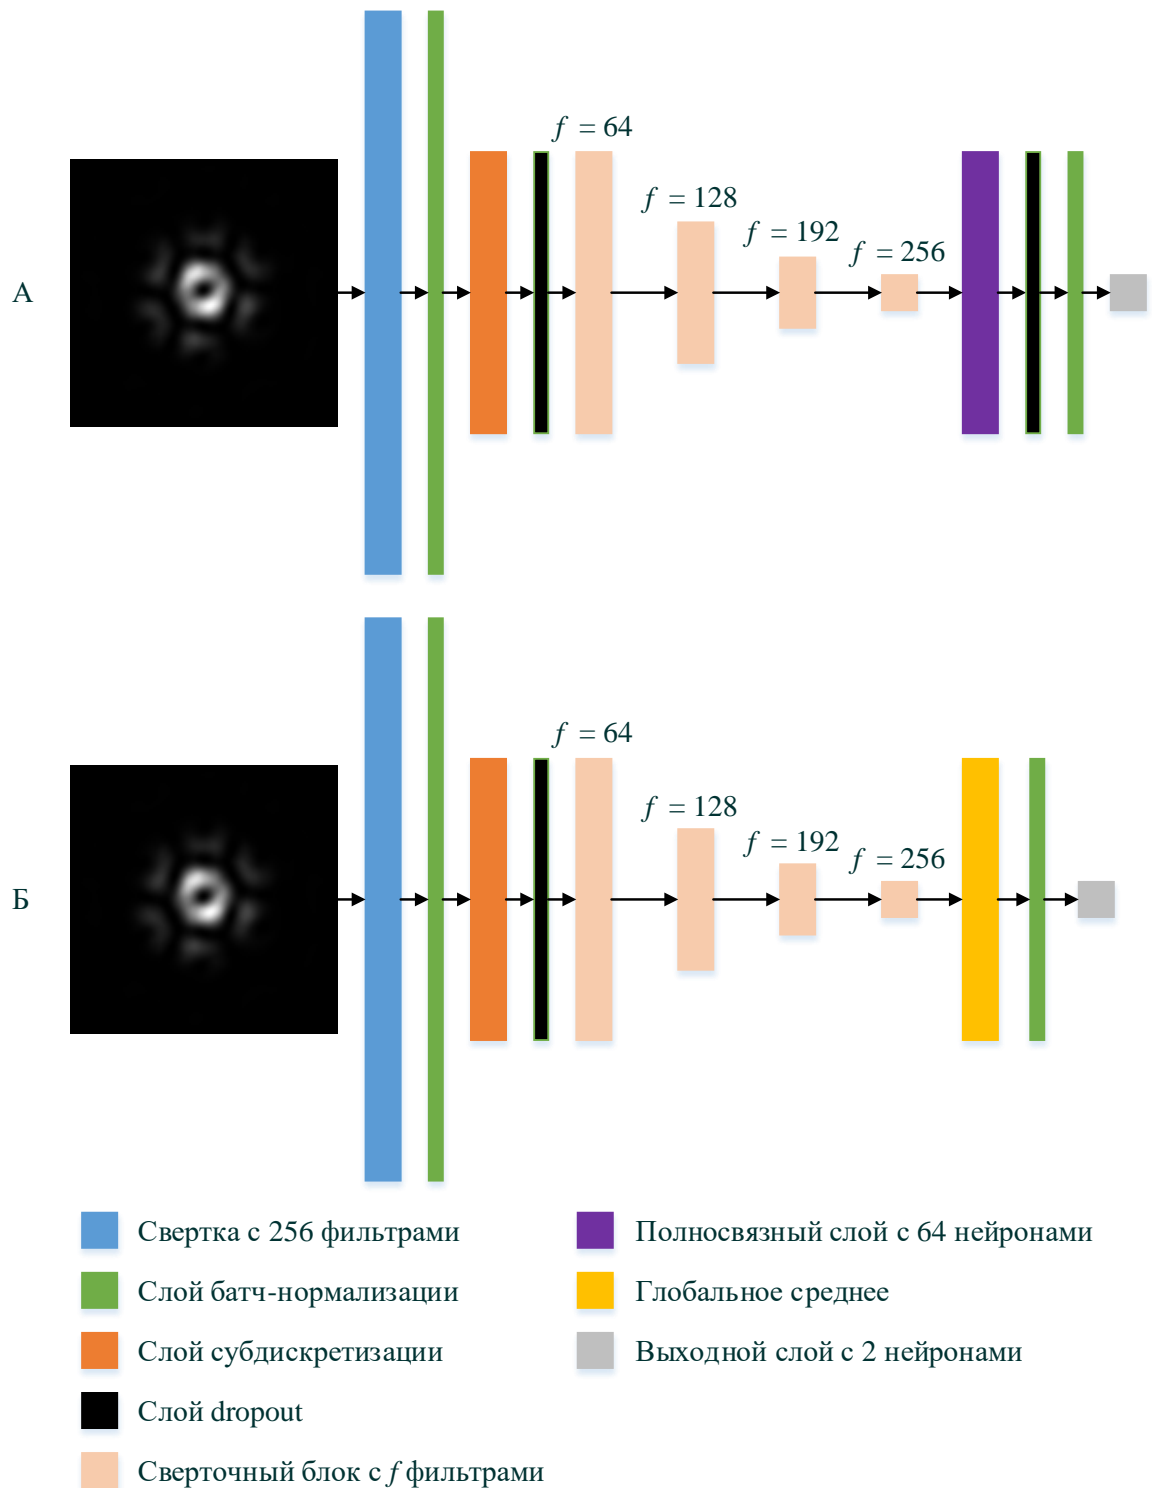 f = 64
f = 128
f = 192
f = 256
А
f = 64
f = 128
f = 192
f = 256
Б
Свертка с 256 фильтрами
Слой батч-нормализации
Слой субдискретизации
Слой dropout
Сверточный блок с f фильтрами
Полносвязный слой с 64 нейронами
Глобальное среднее
Выходной слой с 2 нейронами